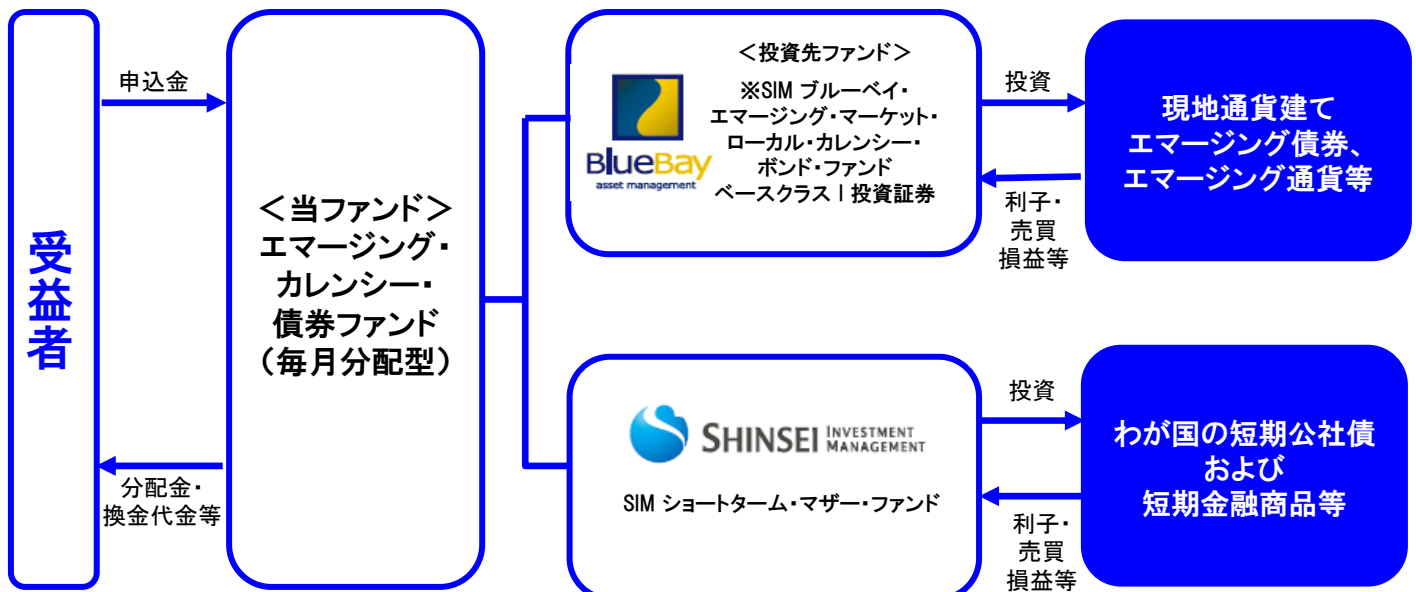 受益者
申込金
分配金・
換金代金等
＜当ファンド＞
エマージング・
カレンシー・
債券ファンド
（毎月分配型）
＜投資先ファンド＞
※SIM ブルーベイ・
エマージング・マーケット・
ローカル・カレンシー・
ボンド・ファンド
ベースクラス I 投資証券
BlueBay
asset management
投資
利子・
売買
損益等
現地通貨建て
エマージング債券、
エマージング通貨等
SHINSEI INVESTMENT
MANAGEMENT
SIM ショートターム・マザー・ファンド
投資
利子・
売買
損益等
わが国の短期公社債
および
短期金融商品等